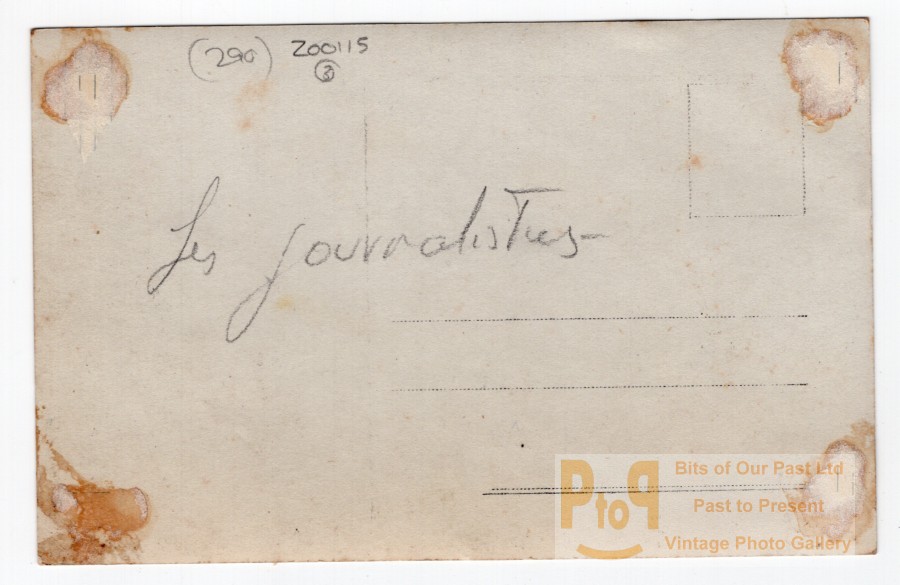 (290) Z00115
3
Les journalistes
PtoP
Bits of Our Past Ltd
Past to Present
Vintage Photo Gallery